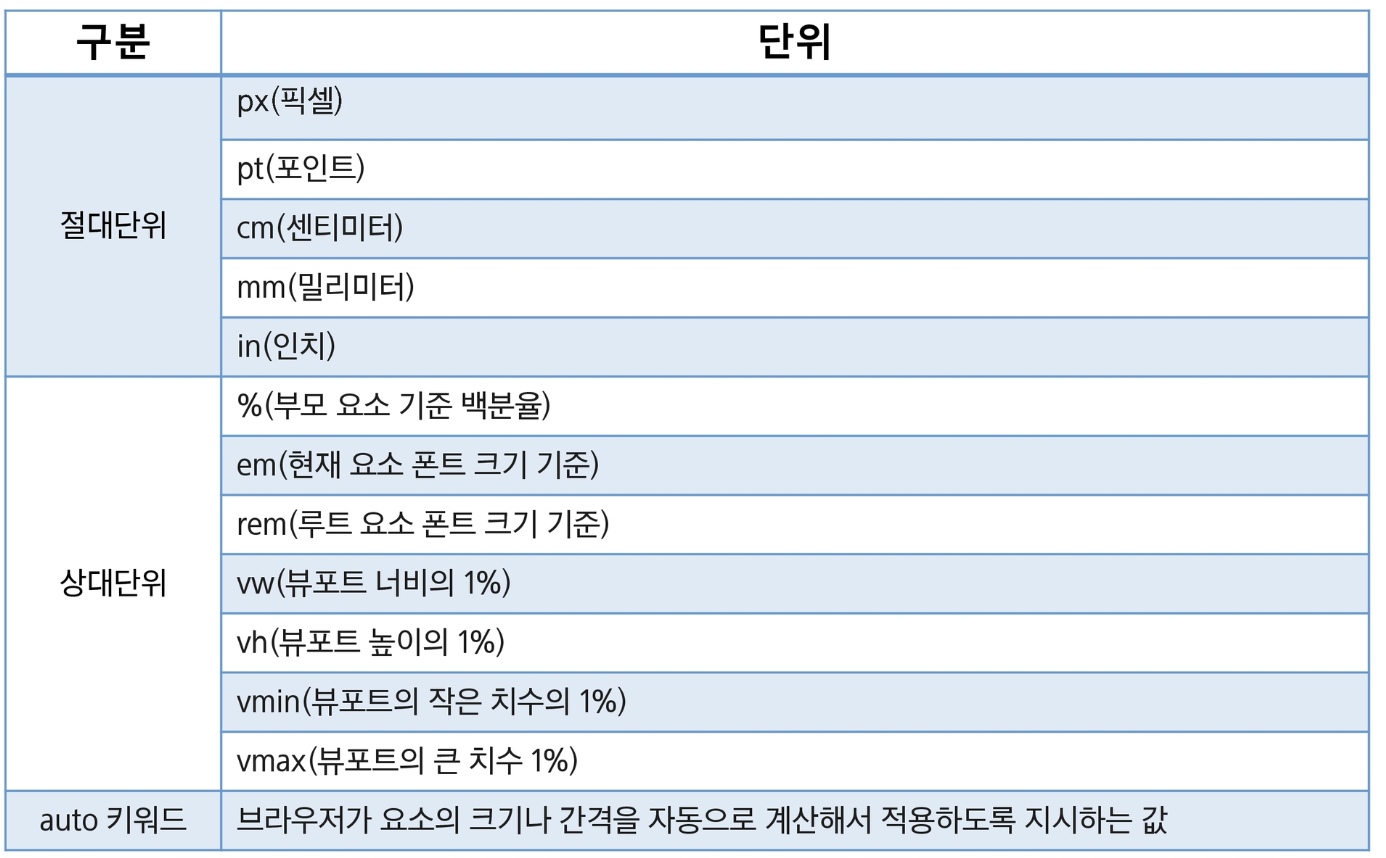 구분 단위
절대단위
px(픽셀)
pt(포인트)
cm(센티미터)
mm(밀리미터)
in(인치)
상대단위
%(부모 요소 기준 백분율)
em(현재 요소 폰트 크기 기준)
rem(루트 요소 폰트 크기 기준)
vw(뷰포트 너비의 1%)
vh(뷰포트 높이의 1%)
vmin(뷰포트의 작은 치수의 1%)
vmax(뷰포트의 큰 치수 1%)
auto 키워드 브라우저가 요소의 크기나 간격을 자동으로 계산해서 적용하도록 지시하는 값